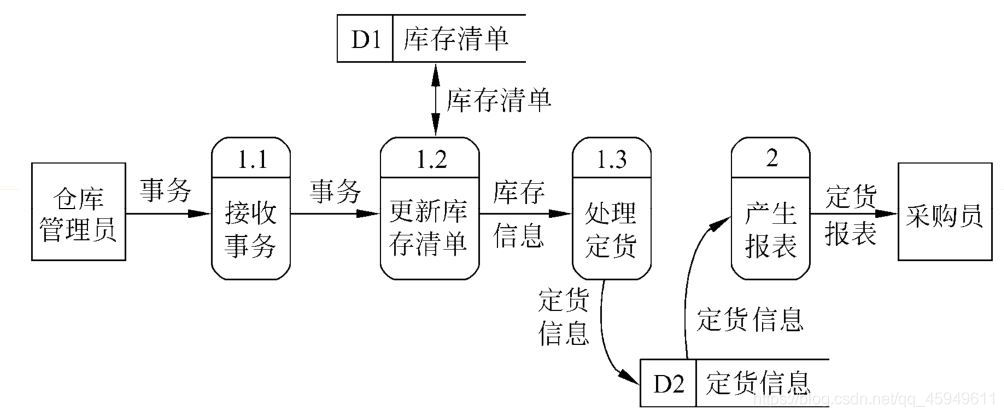 D1 库存清单
库存清单
仓库
管理员
事务
1.1
接收
事务
事务
1.2
更新库
存清单
库存
信息
1.3
处理
定货
2
产生
报表
定货
报表
采购员
定货
信息
定货信息
D2 定货信息
https://blog.csdn.net/qq_45949611